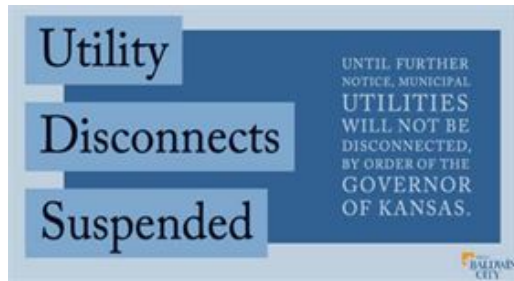 Utility
Disconnects
Suspended
UNTIL FURTHER
NOTICE, MUNICIPAL
UTILITIES
WILL NOT BE
DISCONNECTED,
BY ORDER OF THE
GOVERNOR
OF KANSAS.
BALDWIN
CITY